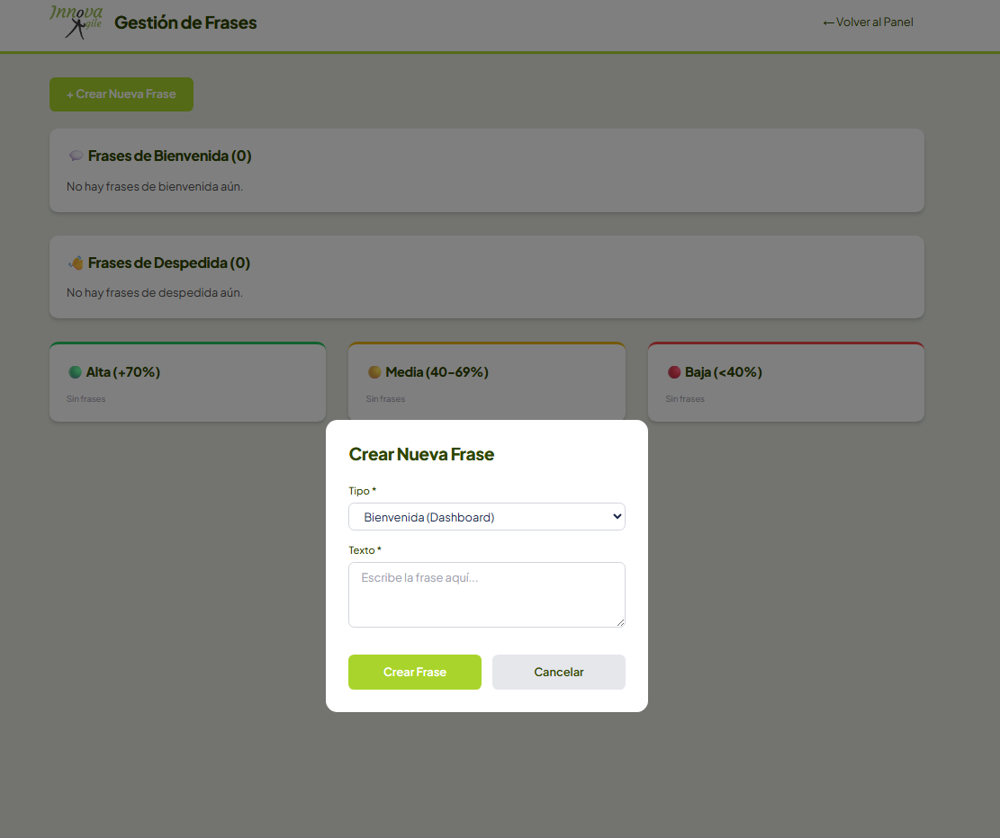 Innova
Agile
Gestión de Frases
← Volver al Panel
+ Crear Nueva Frase
Frases de Bienvenida (0)
No hay frases de bienvenida aún.
Frases de Despedida (0)
No hay frases de despedida aún.
Alta (+70%)
Sin frases
Media (40-69%)
Sin frases
Baja (<40%)
Sin frases
Crear Nueva Frase
Tipo *
Bienvenida (Dashboard)
Texto *
Escribe la frase aquí...
Crear Frase
Cancelar